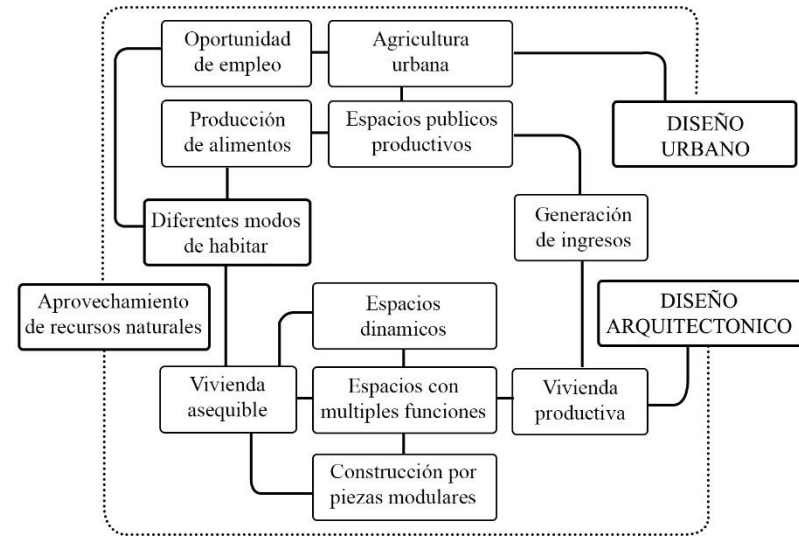 Oportunidad
de empleo
Agricultura
urbana
Producción
de alimentos
Espacios publicos
productivos
DISEÑO
URBANO
Diferentes modos
de habitar
Generación
de ingresos
Aprovechamiento
de recursos naturales
Espacios
dinamicos
DISEÑO
ARQUITECTONICO
Vivienda
asequible
Espacios con
multiples funciones
Vivienda
productiva
Construcción por
piezas modulares